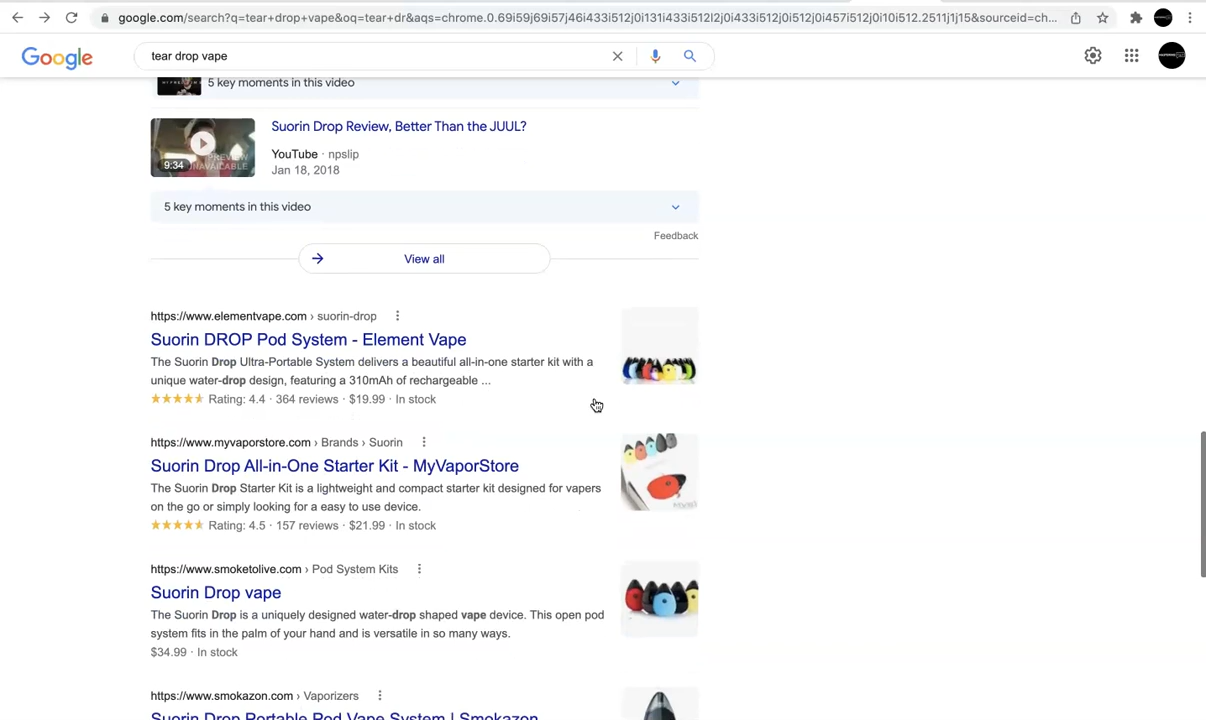 google.com/search?q=tear+drop+vape&oq=tear+dr&aqs=chrome.0.69i59j69i57j46i433i512j0i131i433i512l2j0i433i512j0i512j0i457i512j0i10i512.2511j1j15&sourceid=ch...
Google
tear drop vape
5 key moments in this video
Suorin Drop Review, Better Than the JUUL?
YouTube · npslip
9:34
PREVIEW
UNAVAILABLE
Jan 18, 2018
5 key moments in this video
Feedback
View all
https://www.elementvape.com › suorin-drop
Suorin DROP Pod System - Element Vape
The Suorin Drop Ultra-Portable System delivers a beautiful all-in-one starter kit with a
unique water-drop design, featuring a 310mAh of rechargeable ...
Rating: 4.4 · 364 reviews · $19.99 · In stock
https://www.myvaporstore.com › Brands › Suorin
Suorin Drop All-in-One Starter Kit - MyVaporStore
The Suorin Drop Starter Kit is a lightweight and compact starter kit designed for vapers
on the go or simply looking for a easy to use device.
Rating: 4.5 · 157 reviews · $21.99 · In stock
https://www.smoketolive.com › Pod System Kits
Suorin Drop vape
The Suorin Drop is a uniquely designed water-drop shaped vape device. This open pod
system fits in the palm of your hand and is versatile in so many ways.
$34.99 · In stock
https://www.smokazon.com › Vaporizers
Suorin Drop Portable Pod Vape System | Smokazon